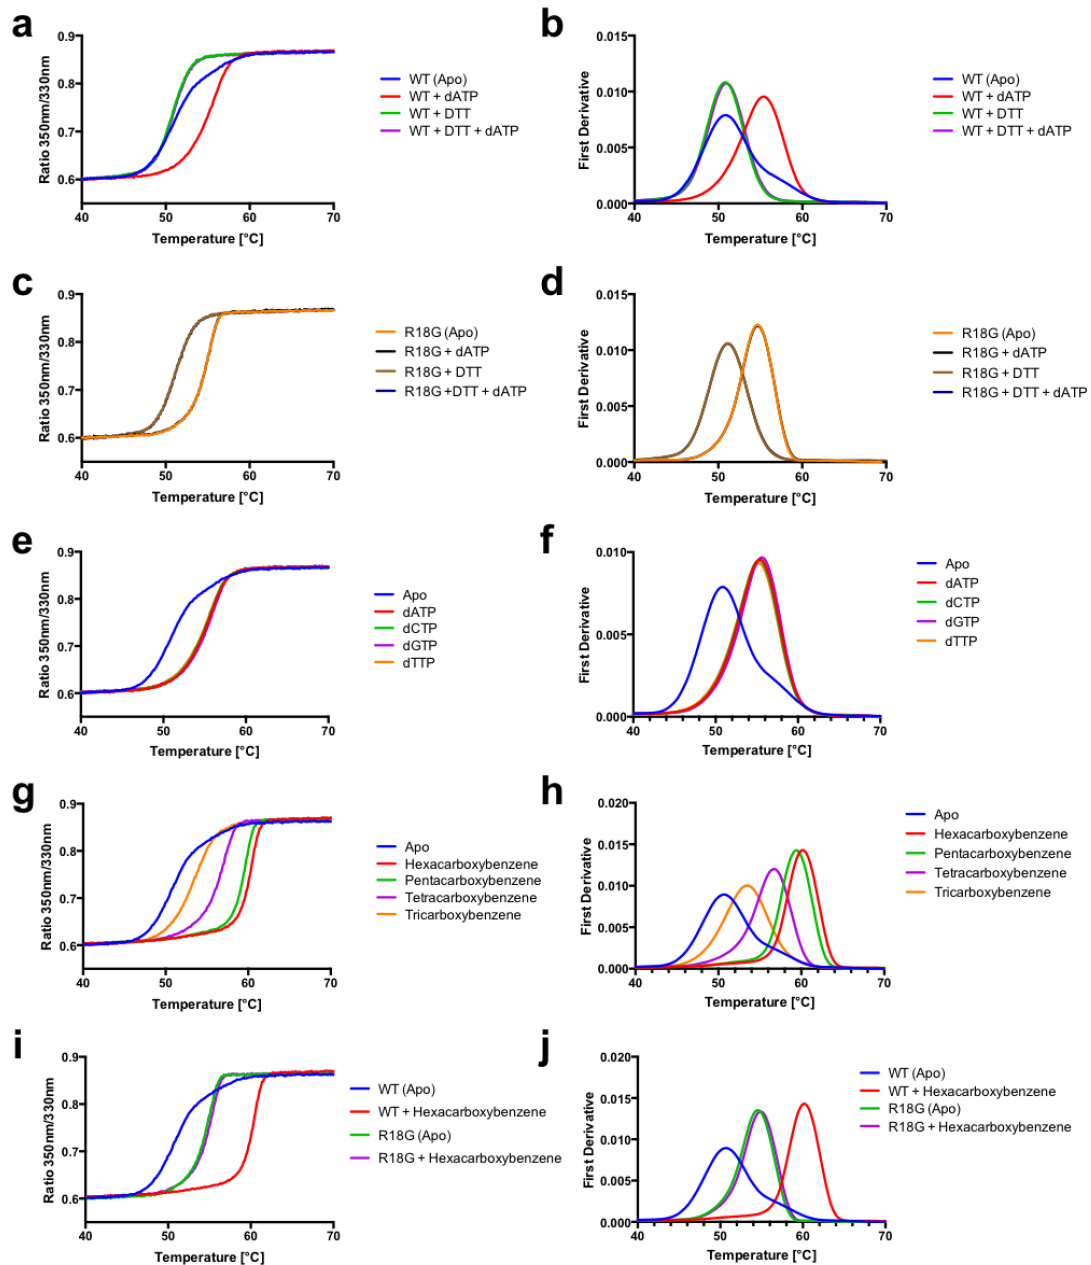 a
0.9
0.8
0.7
0.6
40
50
60
70
Ratio 350nm/330nm
Temperature [°C]
WT (Apo)
WT + dATP
WT + DTT
WT + DTT + dATP
b
0.015
0.010
0.005
0.000
40
50
60
70
First Derivative
Temperature [°C]
WT (Apo)
WT + dATP
WT + DTT
WT + DTT + dATP
c
0.9
0.8
0.7
0.6
40
50
60
70
Ratio 350nm/330nm
Temperature [°C]
R18G (Apo)
R18G + dATP
R18G + DTT
R18G +DTT + dATP
d
0.015
0.010
0.005
0.000
40
50
60
70
First Derivative
Temperature [°C]
R18G (Apo)
R18G + dATP
R18G + DTT
R18G + DTT + dATP
e
0.9
0.8
0.7
0.6
40
50
60
70
Ratio 350nm/330nm
Temperature [°C]
Apo
dATP
dCTP
dGTP
dTTP
f
0.010
0.005
0.000
40
50
60
70
First Derivative
Temperature [°C]
Apo
dATP
dCTP
dGTP
dTTP
g
0.9
0.8
0.7
0.6
40
50
60
70
Ratio 350nm/330nm
Temperature [°C]
Apo
Hexacarboxybenzene
Pentacarboxybenzene
Tetracarboxybenzene
Tricarboxybenzene
h
0.020
0.015
0.010
0.005
0.000
40
50
60
70
First Derivative
Temperature [°C]
Apo
Hexacarboxybenzene
Pentacarboxybenzene
Tetracarboxybenzene
Tricarboxybenzene
i
0.9
0.8
0.7
0.6
40
50
60
70
Ratio 350nm/330nm
Temperature [°C]
WT (Apo)
WT + Hexacarboxybenzene
R18G (Apo)
R18G + Hexacarboxybenzene
j
0.020
0.015
0.010
0.005
0.000
40
50
60
70
First Derivative
Temperature [°C]
WT (Apo)
WT + Hexacarboxybenzene
R18G (Apo)
R18G + Hexacarboxybenzene